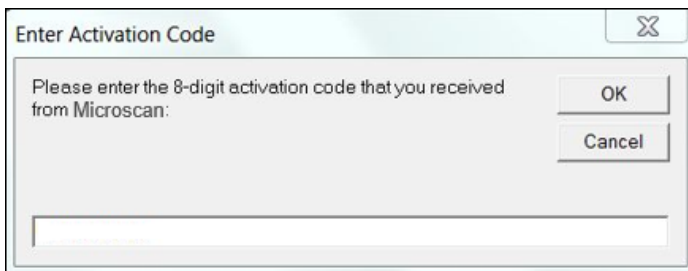 Enter Activation Code
Please enter the 8-digit activation code that you received
from Microscan:
OK
Cancel